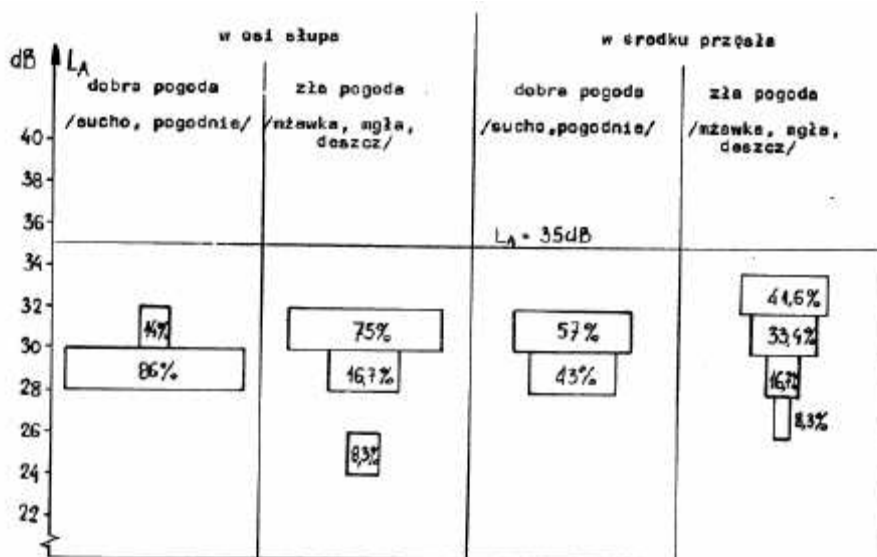 w osi słupa
w środku przęsła
dB L_A
dobra pogoda
zła pogoda
dobra pogoda
zła pogoda
/sucho, pogodnie/
/mżawka, mgła,
deszcz/
/sucho,pogodnie/
/mżawka, mgła,
deszcz/
40
38
36
L_A = 35dB
34
41,6%
32
14%
75%
57%
33,4%
30
86%
16,7%
43%
16,7%
28
8,3%
26
8,3%
24
22